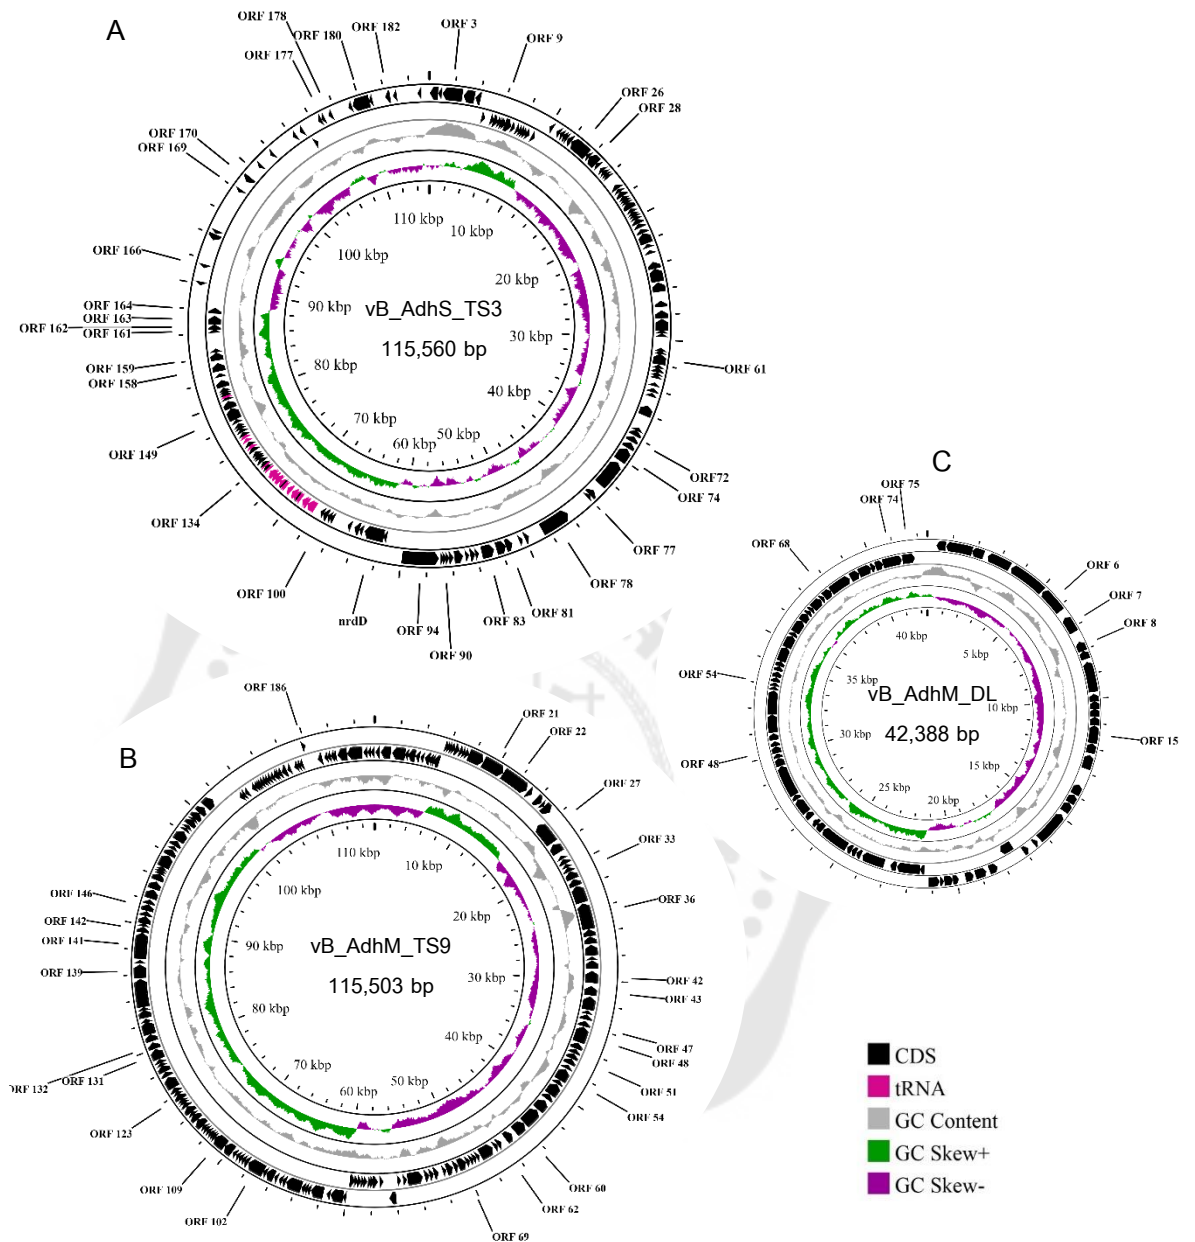 A
ORF 178
ORF 180
ORF 182
ORF 3
ORF 9
ORF 177
ORF 26
ORF 28
ORF 170
ORF 169
ORF 166
ORF 164
ORF 163
ORF 162
ORF 161
ORF 159
ORF 158
ORF 149
ORF 134
ORF 100
nrdD
ORF 94
ORF 90
ORF 83
ORF 81
ORF 78
ORF 77
ORF 74
ORF72
ORF 61
110 kbp
10 kbp
100 kbp
20 kbp
90 kbp
30 kbp
80 kbp
40 kbp
70 kbp
60 kbp
50 kbp
vB_AdhS_TS3
115,560 bp
B
ORF 186
ORF 21
ORF 22
ORF 27
ORF 33
ORF 36
ORF 42
ORF 43
ORF 47
ORF 48
ORF 51
ORF 54
ORF 60
ORF 62
ORF 69
ORF 102
ORF 109
ORF 123
ORF 131
ORF 132
ORF 139
ORF 141
ORF 142
ORF 146
110 kbp
10 kbp
100 kbp
20 kbp
90 kbp
30 kbp
80 kbp
40 kbp
70 kbp
60 kbp
50 kbp
vB_AdhM_TS9
115,503 bp
C
ORF 75
ORF 74
ORF 68
ORF 6
ORF 7
ORF 8
ORF 54
ORF 15
ORF 48
40 kbp
5 kbp
35 kbp
10 kbp
30 kbp
15 kbp
25 kbp
20 kbp
vB_AdhM_DL
42,388 bp
CDS
tRNA
GC Content
GC Skew+
GC Skew-